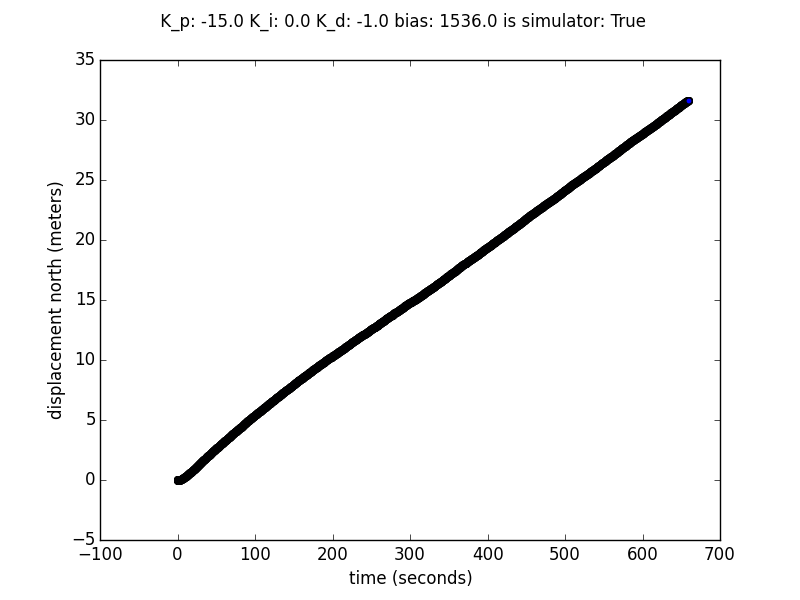 K_p: -15.0 K_i: 0.0 K_d: -1.0 bias: 1536.0 is simulator: True
35
30
25
20
15
10
5
0
−5
displacement north (meters)
−100 0 100 200 300 400 500 600 700
time (seconds)